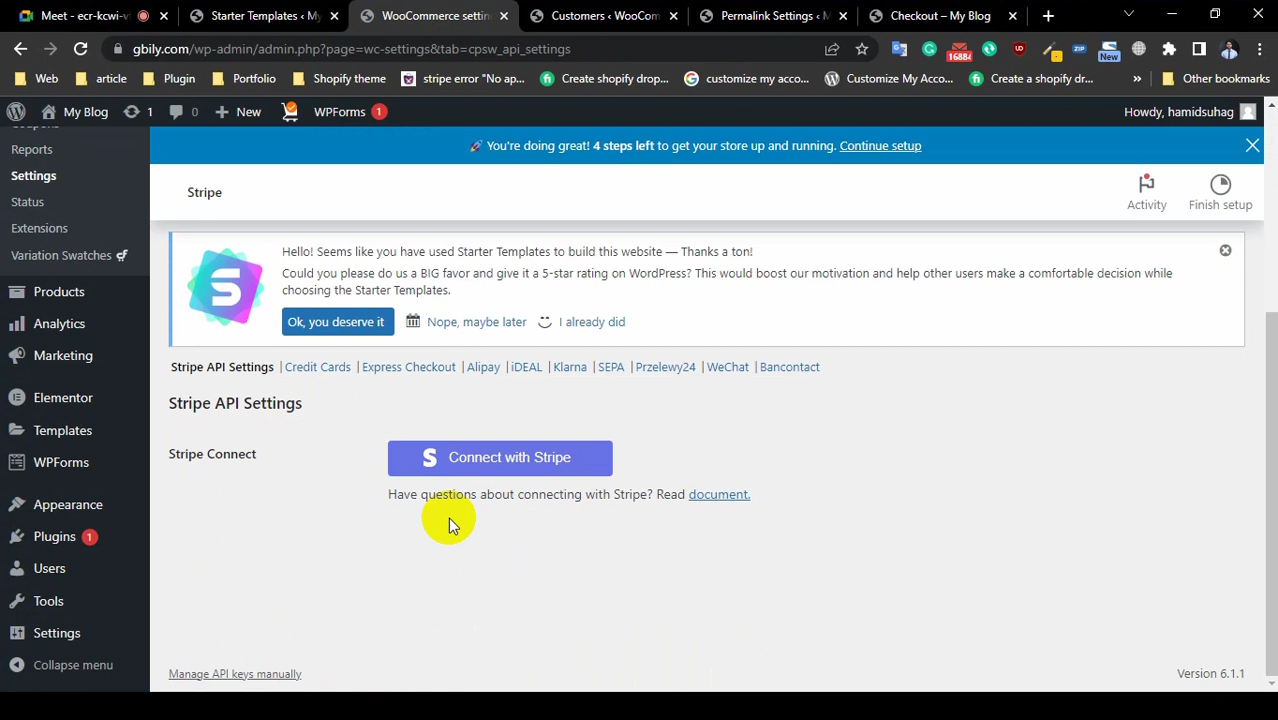 Meet - ecr-kcwi-v
Starter Templates ‹ My
WooCommerce settin
Customers ‹ WooCom
Permalink Settings ‹ M
Checkout – My Blog
gbily.com/wp-admin/admin.php?page=wc-settings&tab=cpsw_api_settings
16884
New
Web
article
Plugin
Portfolio
Shopify theme
stripe error "No ap...
Create shopify drop...
customize my acco...
Customize My Acco...
Create a shopify dr...
»
Other bookmarks
My Blog
1
0
New
WPForms
1
Howdy, hamidsuhag
Coupons
Reports
Settings
Status
Extensions
Variation Swatches
Products
Analytics
Marketing
Elementor
Templates
WPForms
Appearance
Plugins 1
Users
Tools
Settings
Collapse menu
🚀 You're doing great! 4 steps left to get your store up and running. Continue setup
Stripe
Activity
Finish setup
Hello! Seems like you have used Starter Templates to build this website — Thanks a ton!
Could you please do us a BIG favor and give it a 5-star rating on WordPress? This would boost our motivation and help other users make a comfortable decision while
choosing the Starter Templates.
Ok, you deserve it
Nope, maybe later
I already did
Stripe API Settings | Credit Cards | Express Checkout | Alipay | iDEAL | Klarna | SEPA | Przelewy24 | WeChat | Bancontact
Stripe API Settings
Stripe Connect
S Connect with Stripe
Have questions about connecting with Stripe? Read document.
Manage API keys manually
Version 6.1.1